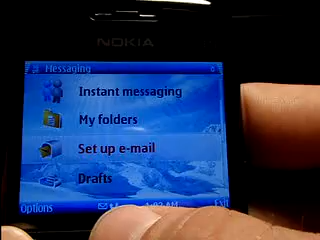 NOKIA
Messaging
Instant messaging
My folders
Set up e-mail
Drafts
Options
Exit